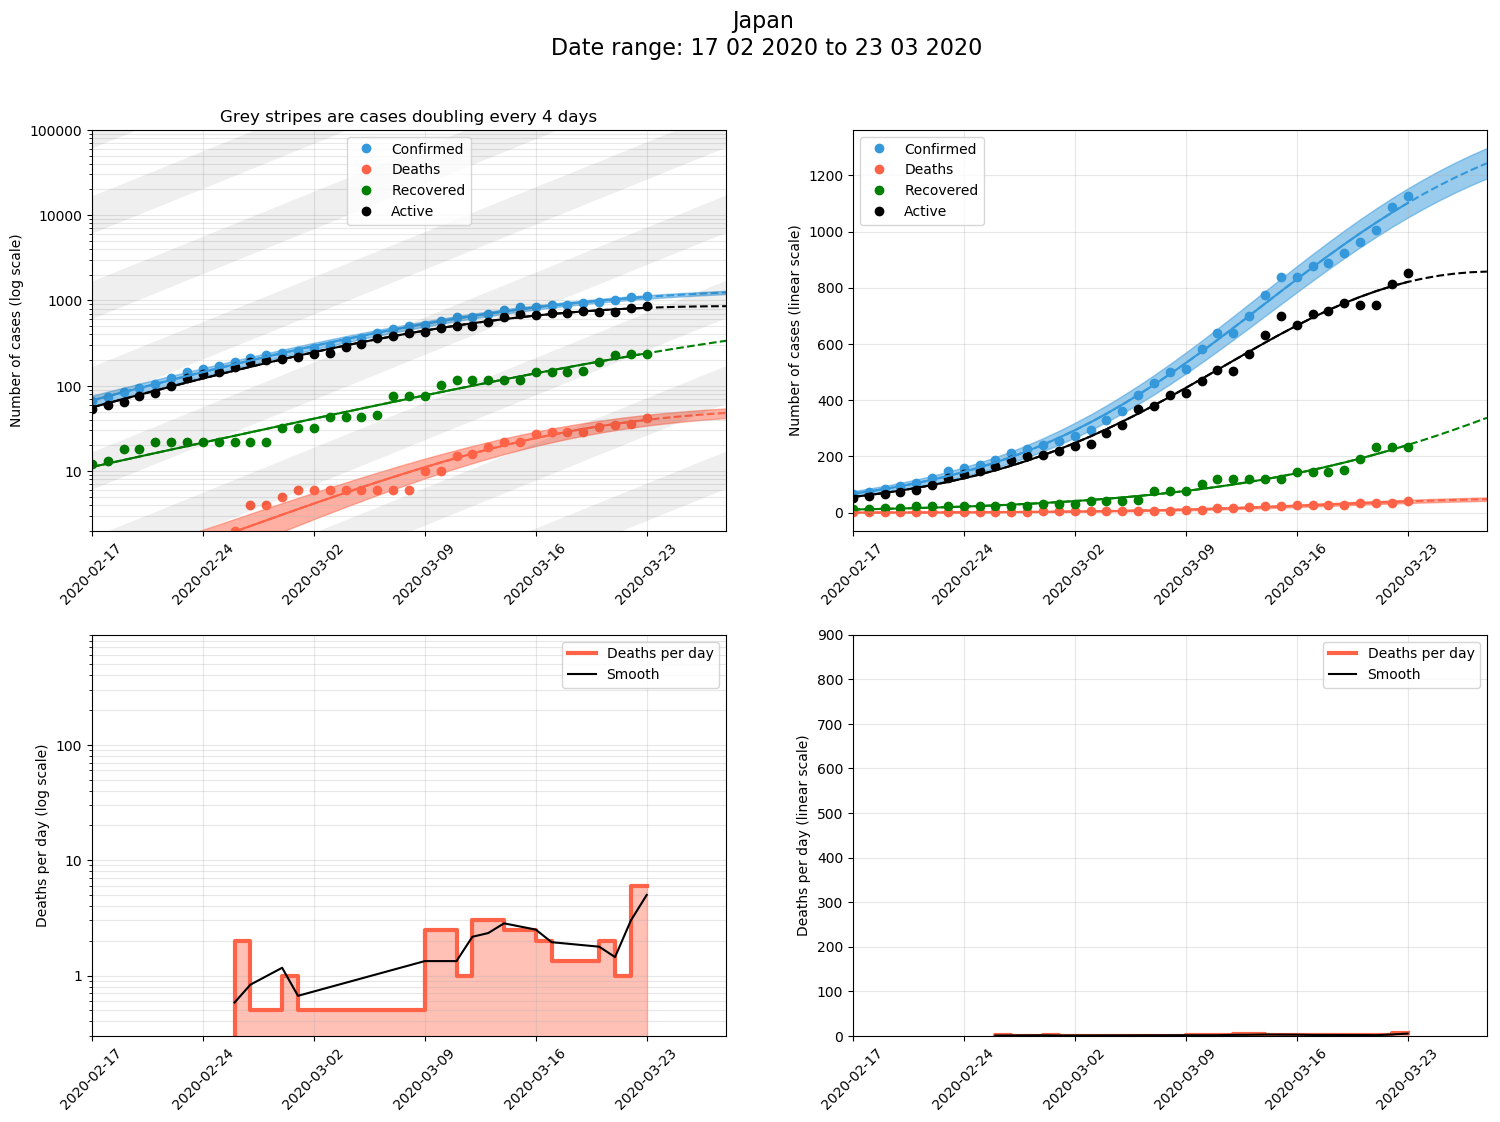 Japan
Date range: 17 02 2020 to 23 03 2020
Grey stripes are cases doubling every 4 days
Number of cases (log scale)
100000
10000
1000
100
10
Confirmed
Deaths
Recovered
Active
2020-02-17
2020-02-24
2020-03-02
2020-03-09
2020-03-16
2020-03-23
Number of cases (linear scale)
1200
1000
800
600
400
200
0
Confirmed
Deaths
Recovered
Active
2020-02-17
2020-02-24
2020-03-02
2020-03-09
2020-03-16
2020-03-23
Deaths per day (log scale)
100
10
1
Deaths per day
Smooth
2020-02-17
2020-02-24
2020-03-02
2020-03-09
2020-03-16
2020-03-23
Deaths per day (linear scale)
900
800
700
600
500
400
300
200
100
0
Deaths per day
Smooth
2020-02-17
2020-02-24
2020-03-02
2020-03-09
2020-03-16
2020-03-23